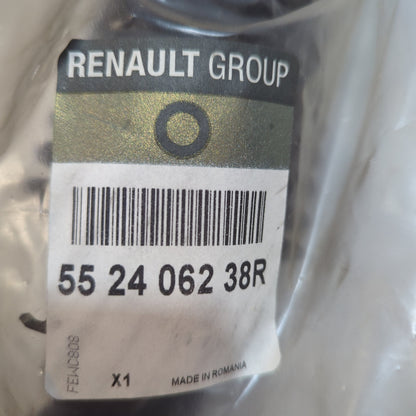 RENAULT GROUP
55 24 062 38R
X1
MADE IN ROMANIA